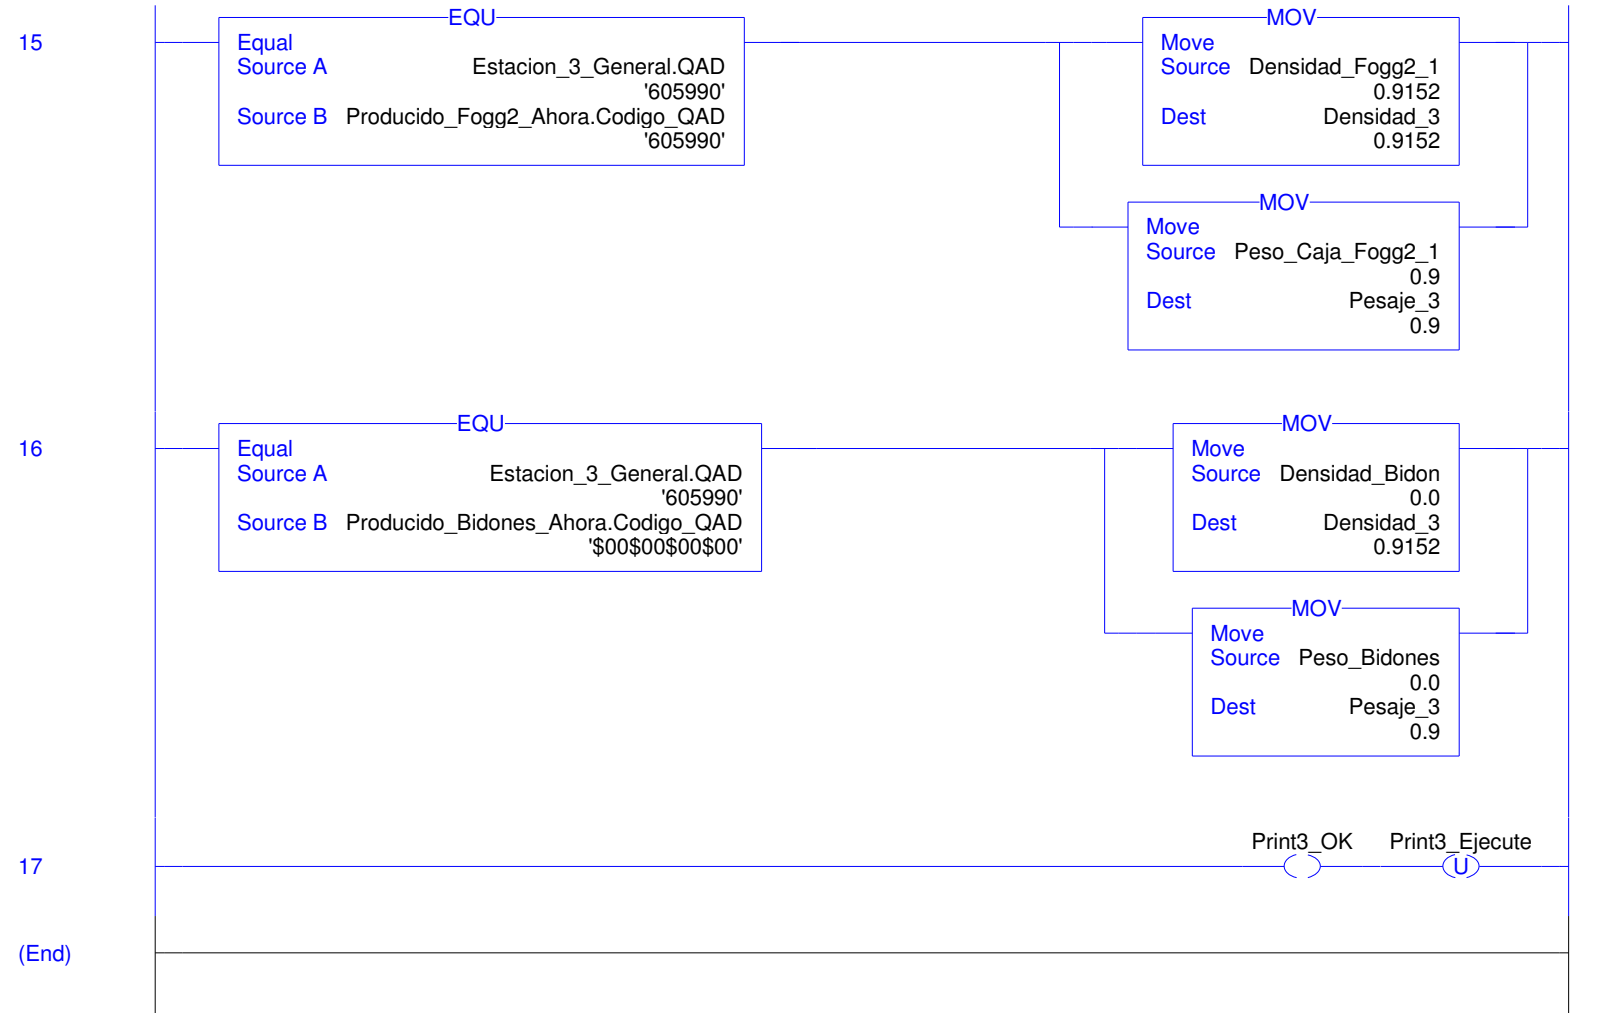 15
EQU
Equal
Source A Estacion_3_General.QAD
'605990'
Source B Producido_Fogg2_Ahora.Codigo_QAD
'605990'
MOV
Move
Source Densidad_Fogg2_1
0.9152
Dest Densidad_3
0.9152
MOV
Move
Source Peso_Caja_Fogg2_1
0.9
Dest Pesaje_3
0.9
16
EQU
Equal
Source A Estacion_3_General.QAD
'605990'
Source B Producido_Bidones_Ahora.Codigo_QAD
'$00$00$00$00'
MOV
Move
Source Densidad_Bidon
0.0
Dest Densidad_3
0.9152
MOV
Move
Source Peso_Bidones
0.0
Dest Pesaje_3
0.9
17
Print3_OK Print3_Ejecute
U
(End)